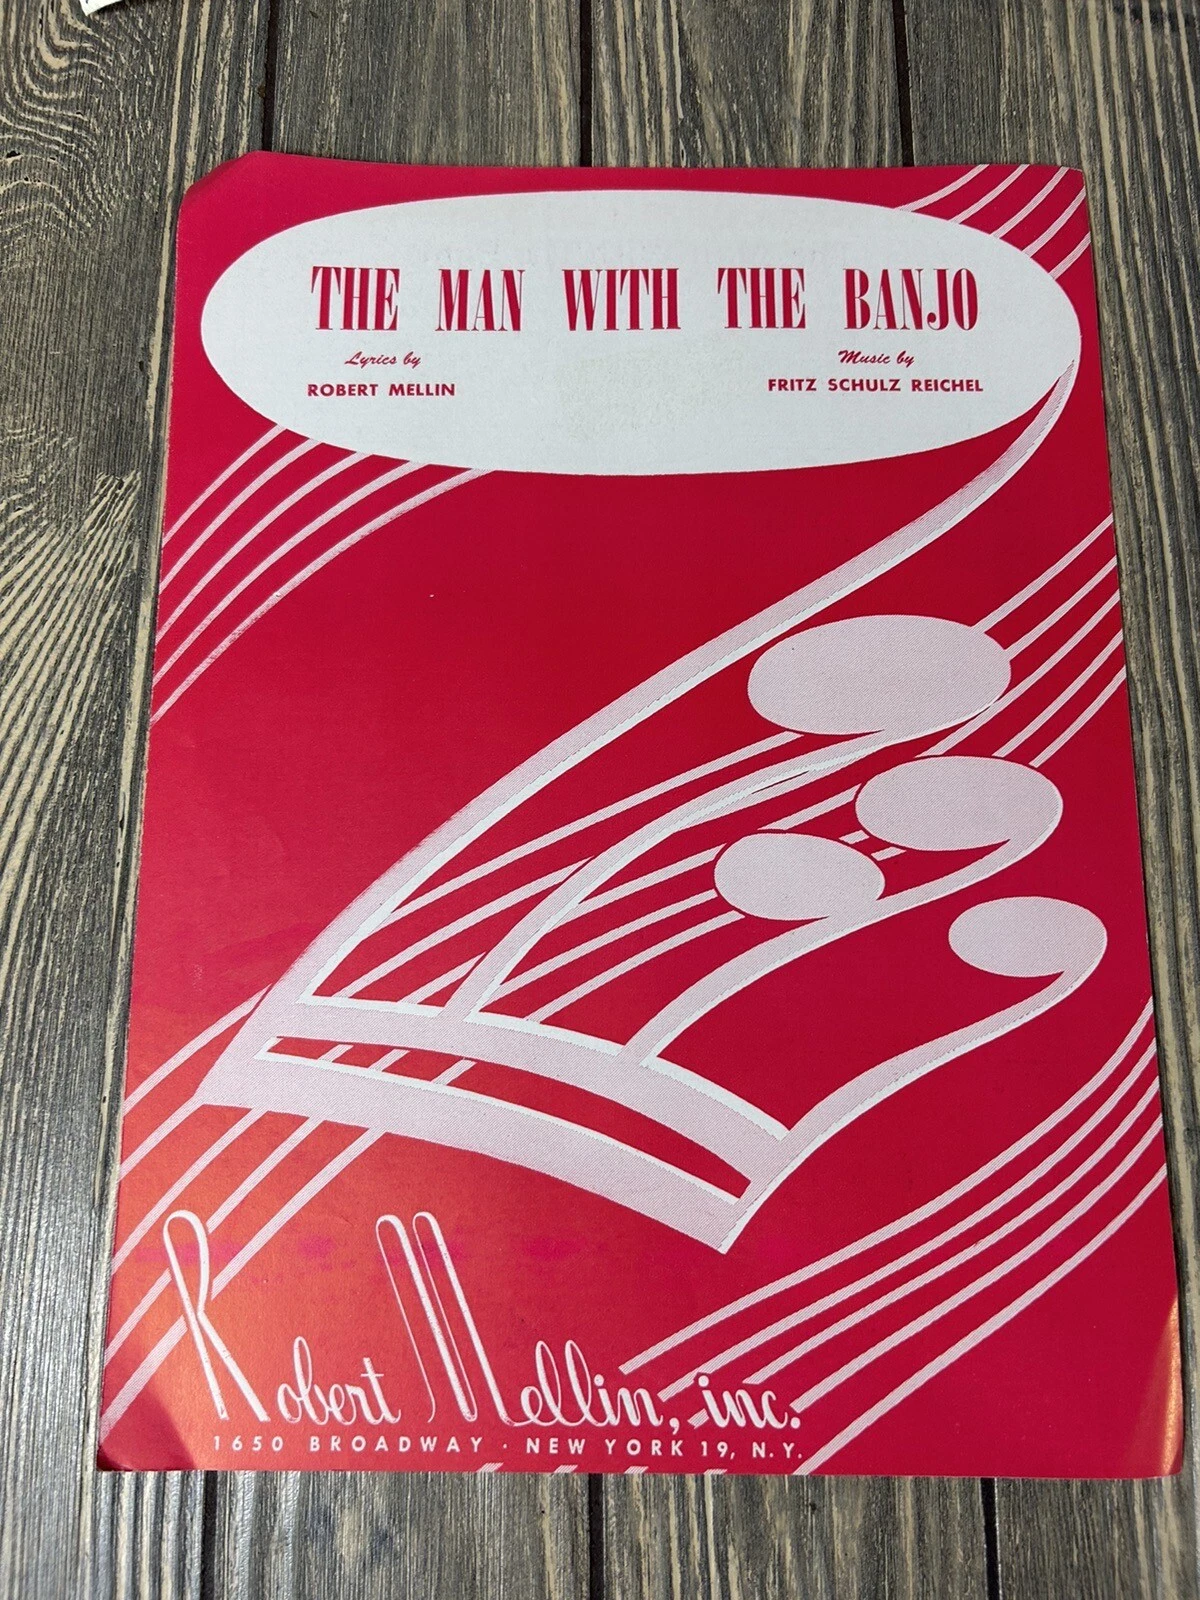 THE MAN WITH THE BANJO
Lyrics by
ROBERT MELLIN
Music by
FRITZ SCHULZ REICHEL
Robert Mellin, inc.
1650 BROADWAY · NEW YORK 19, N.Y.